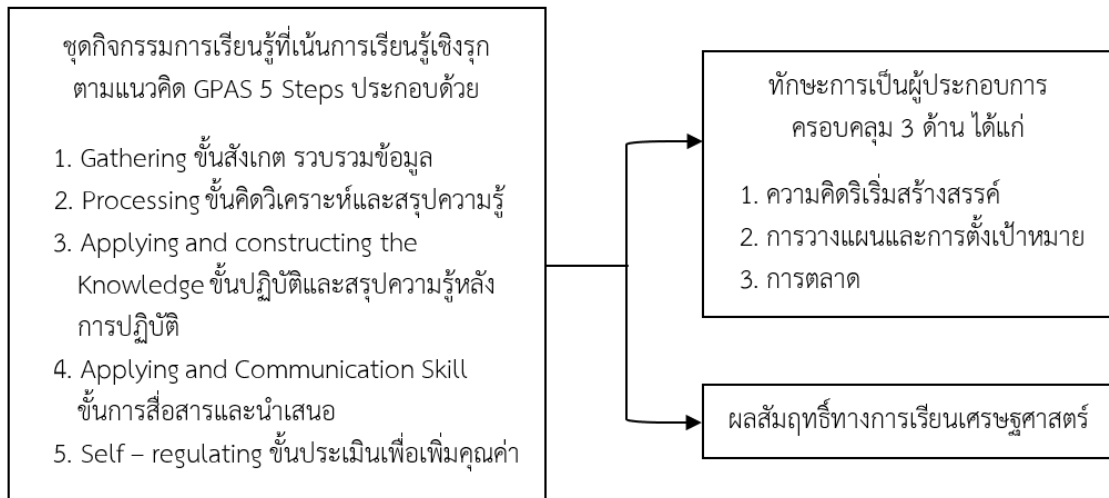 ชุดกิจกรรมการเรียนรู้ที่เน้นการเรียนรู้เชิงรุก
ตามแนวคิด GPAS 5 Steps ประกอบด้วย
1. Gathering ขั้นสังเกต รวบรวมข้อมูล
2. Processing ขั้นคิดวิเคราะห์และสรุปความรู้
3. Applying and constructing the
Knowledge ขั้นปฏิบัติและสรุปความรู้หลัง
การปฏิบัติ
4. Applying and Communication Skill
ขั้นการสื่อสารและนำเสนอ
5. Self – regulating ขั้นประเมินเพื่อเพิ่มคุณค่า
ทักษะการเป็นผู้ประกอบการ
ครอบคลุม 3 ด้าน ได้แก่
1. ความคิดริเริ่มสร้างสรรค์
2. การวางแผนและการตั้งเป้าหมาย
3. การตลาด
ผลสัมฤทธิ์ทางการเรียนเศรษฐศาสตร์